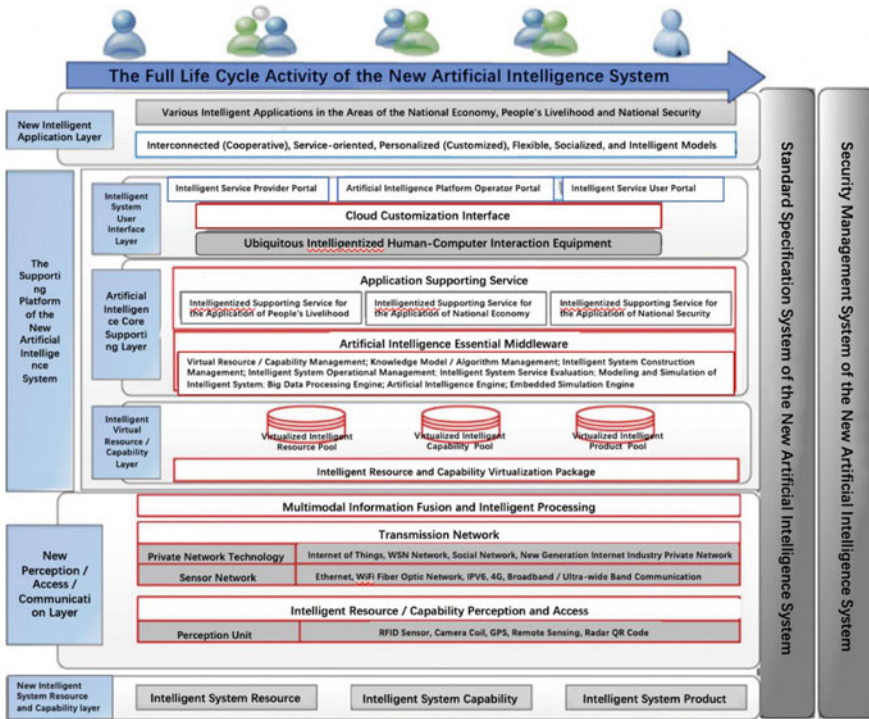 The Full Life Cycle Activity of the New Artificial Intelligence System
New Intelligent
Application Layer
Various Intelligent Applications in the Areas of the National Economy, People's Livelihood and National Security
Interconnected (Cooperative), Service-oriented, Personalized (Customized), Flexible, Socialized, and Intelligent Models
The
Supporti
ng
Platform
of the
New
Artificial
Intellige
nce
System
Intelligent
System
User
Interface
Layer
Intelligent Service Provider Portal
Artificial Intelligence Platform Operator Portal
Intelligent Service User Portal
Cloud Customization Interface
Ubiquitous Intelligentized Human-Computer Interaction Equipment
Artificial
Intelligen
ce Core
Supporti
ng Layer
Application Supporting Service
Intelligentized Supporting Service for
the Application of People's Livelihood
Intelligentized Supporting Service for
the Application of National Economy
Intelligentized Supporting Service for
the Application of National Security
Artificial Intelligence Essential Middleware
Virtual Resource / Capability Management; Knowledge Model / Algorithm Management; Intelligent System Construction
Management; Intelligent System Operational Management; Intelligent System Service Evaluation; Modeling and Simulation
of Intelligent System; Big Data Processing Engine; Artificial Intelligence Engine; Embedded Simulation Engine
Intelligent
Virtual
Resource /
Capability
Layer
Virtualized Intelligent
Resource Pool
Virtualized Intelligent
Capability Pool
Virtualized Intelligent
Product Pool
Intelligent Resource and Capability Virtualization Package
New
Perception /
Access /
Communicati
on Layer
Multimodal Information Fusion and Intelligent Processing
Transmission Network
Private Network Technology
Internet of Things, WSN Network, Social Network, New Generation Internet Industry Private Network
Sensor Network
Ethernet, WiFi Fiber Optic Network, IPV6, 4G, Broadband / Ultra-wide Band Communication
Intelligent Resource / Capability Perception and Access
Perception Unit
RFID Sensor, Camera Coil, GPS, Remote Sensing, Radar QR Code
New Intelligent
System Resource
and Capability layer
Intelligent System Resource
Intelligent System Capability
Intelligent System Product
Standard Specification System of the New Artificial Intelligence System
Security Management System of the New Artificial Intelligence System